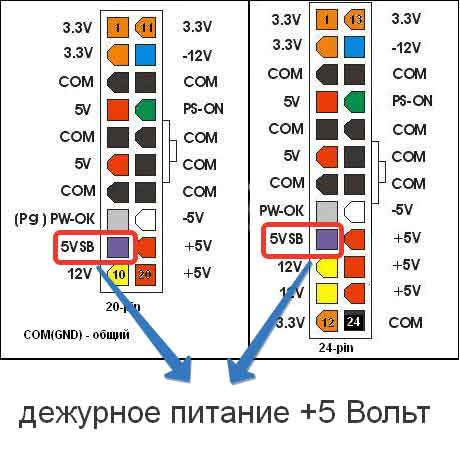 3.3V 1 11 3.3V
3.3V -12V
COM COM
5V PS-ON
COM COM
5V COM
COM COM
(Pg) PW-OK -5V
5VSB +5V
12V 10 20 +5V
20-pin
COM(GND) - общий
3.3V 1 13 3.3V
3.3V -12V
COM COM
5V PS-ON
COM COM
5V COM
COM COM
PW-OK -5V
5VSB +5V
12V +5V
12V +5V
3.3V 12 24 COM
24-pin
дежурное питание +5 Вольт